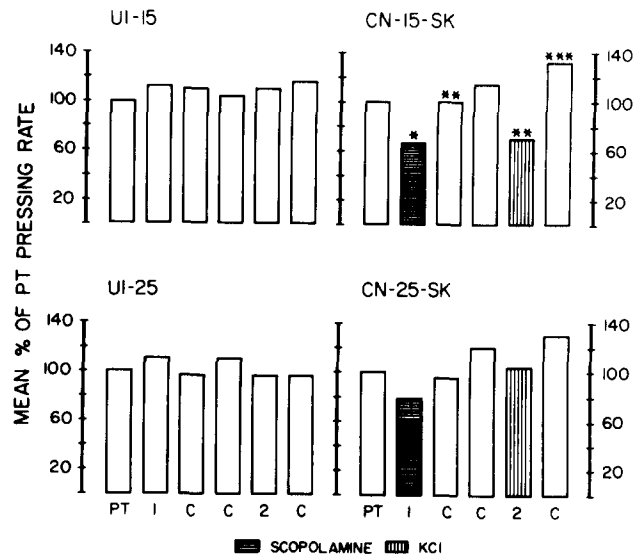 UI-15
CN-15-SK
MEAN % OF PT PRESSING RATE
140
100
60
20
*
**
**
***
140
100
60
20
UI-25
CN-25-SK
140
100
60
20
140
100
60
20
PT 1 C C 2 C
PT 1 C C 2 C
SCOPOLAMINE KCl